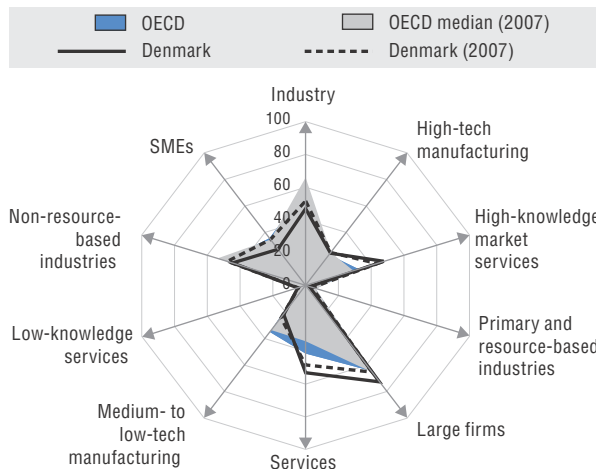 OECD
OECD median (2007)
Denmark
Denmark (2007)
Industry
100
80
60
40
20
0
High-tech
manufacturing
High-knowledge
market
services
Primary and
resource-based
industries
Large firms
Services
Medium- to
low-tech
manufacturing
Low-knowledge
services
Non-resource-
based
industries
SMEs